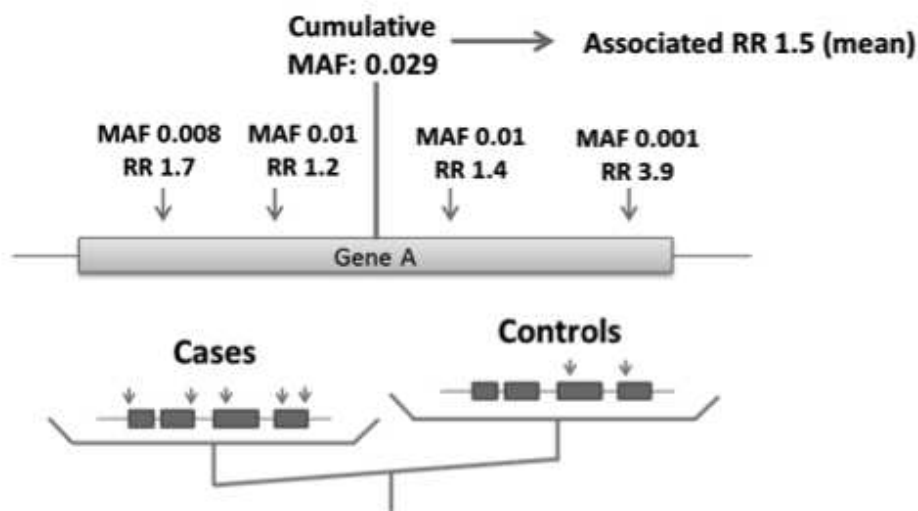 Cumulative
MAF: 0.029
Associated RR 1.5 (mean)
MAF 0.008
RR 1.7
MAF 0.01
RR 1.2
MAF 0.01
RR 1.4
MAF 0.001
RR 3.9
Gene A
Cases
Controls